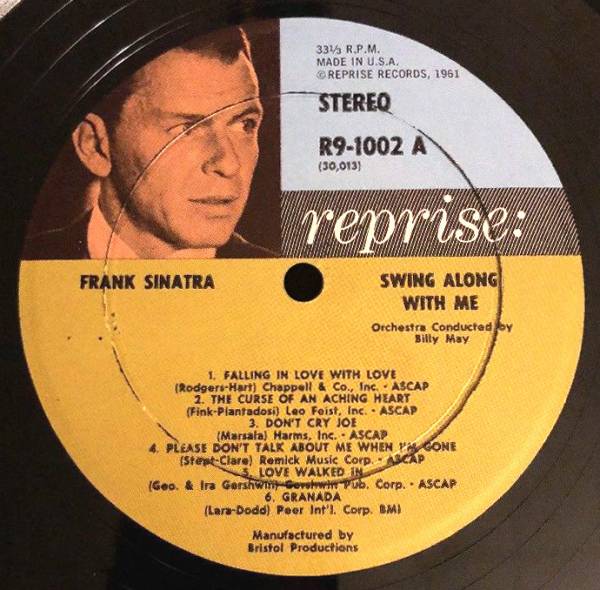 33⅓ R.P.M.
MADE IN U.S.A.
©REPRISE RECORDS, 1961
STEREO
R9-1002 A
(30,013)
reprise:
FRANK SINATRA
SWING ALONG
WITH ME
Orchestra Conducted by
Billy May
1. FALLING IN LOVE WITH LOVE
(Rodgers-Hart) Chappell & Co., Inc. - ASCAP
2. THE CURSE OF AN ACHING HEART
(Fink-Piantadosi) Leo Feist, Inc. - ASCAP
3. DON'T CRY JOE
(Marsala) Harms, Inc. - ASCAP
4. PLEASE DON'T TALK ABOUT ME WHEN I'M GONE
(Stept-Clare) Remick Music Corp. - ASCAP
5. LOVE WALKED IN
(Geo. & Ira Gershwin) Gershwin Pub. Corp. - ASCAP
6. GRANADA
(Lara-Dodd) Peer Int'l. Corp. BMI
Manufactured by
Bristol Productions